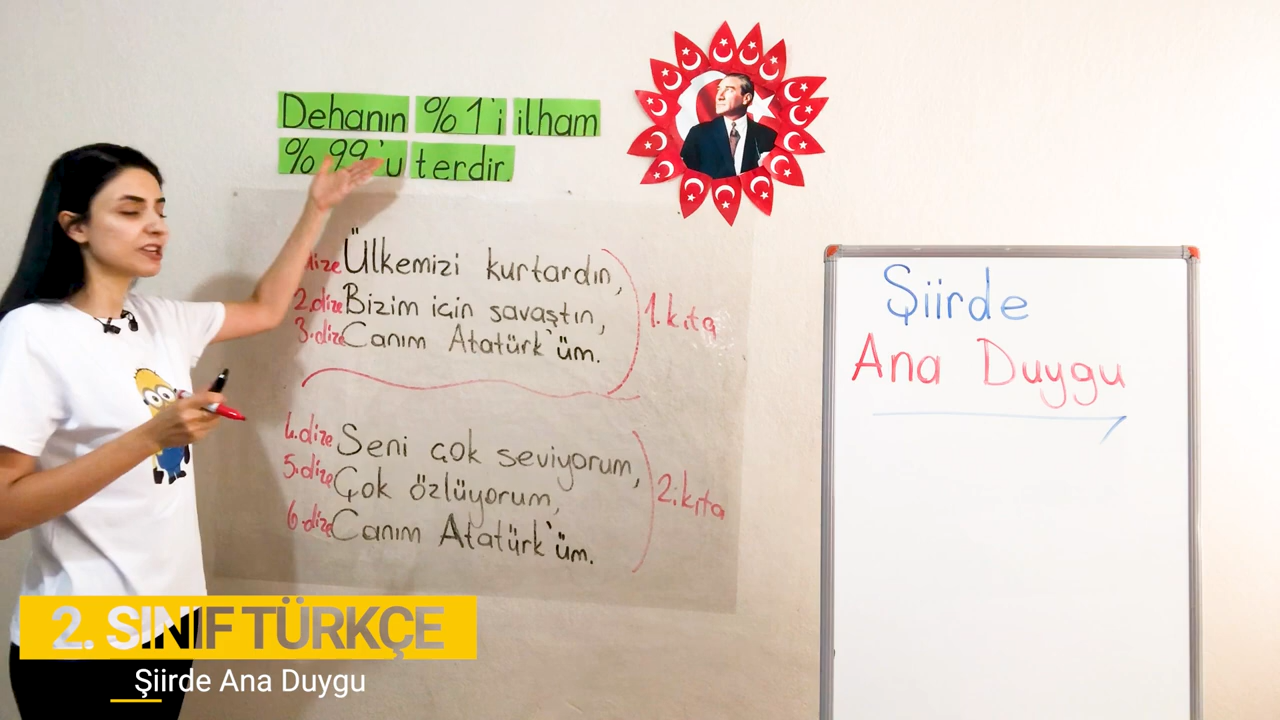 Dehanın %1'i ilham
%99'u terdir.
dize Ülkemizi kurtardın,
2.dize Bizim için savaştın,
3.dize Canım Atatürk'üm.
1.kıta
4.dize Seni çok seviyorum,
5.dize Çok özlüyorum,
6.dize Canım Atatürk'üm.
2.kıta
Şiirde
Ana Duygu
2. SINIF TÜRKÇE
Şiirde Ana Duygu